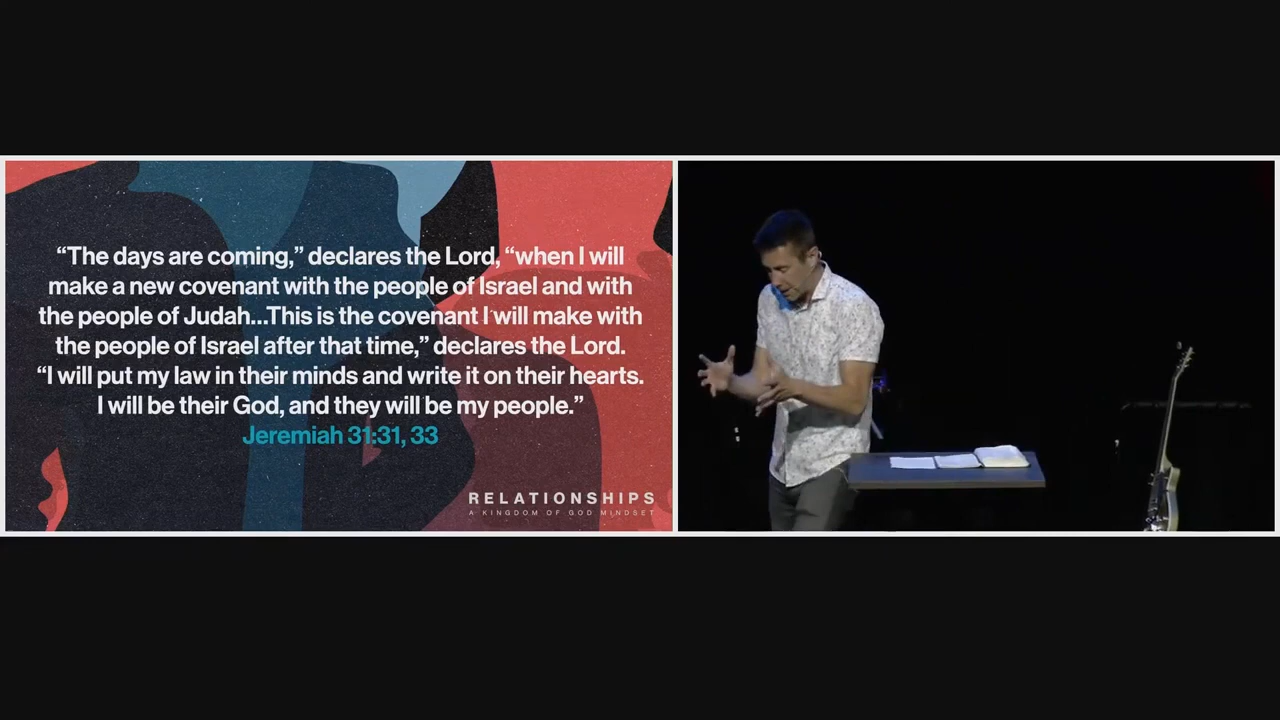 “The days are coming,” declares the Lord, “when I will
make a new covenant with the people of Israel and with
the people of Judah...This is the covenant I will make with
the people of Israel after that time,” declares the Lord.
“I will put my law in their minds and write it on their hearts.
I will be their God, and they will be my people.”
Jeremiah 31:31, 33
RELATIONSHIPS
A KINGDOM OF GOD MINDSET